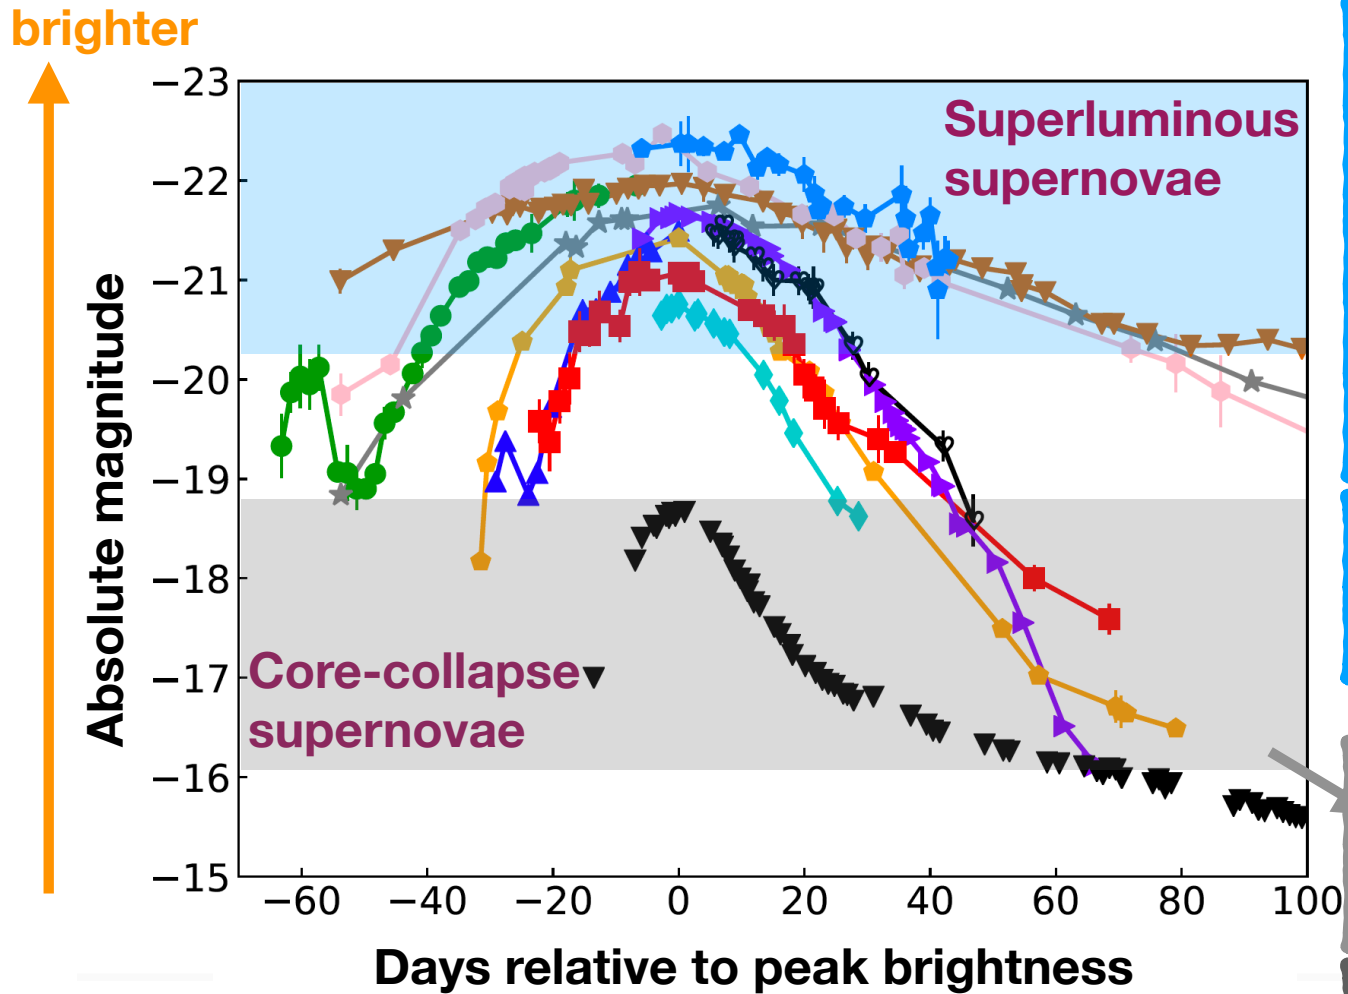 brighter
−23
−22
−21
−20
−19
−18
−17
−16
−15
Absolute magnitude
Superluminous
supernovae
Core-collapse
supernovae
−60 −40 −20 0 20 40 60 80 100
Days relative to peak brightness